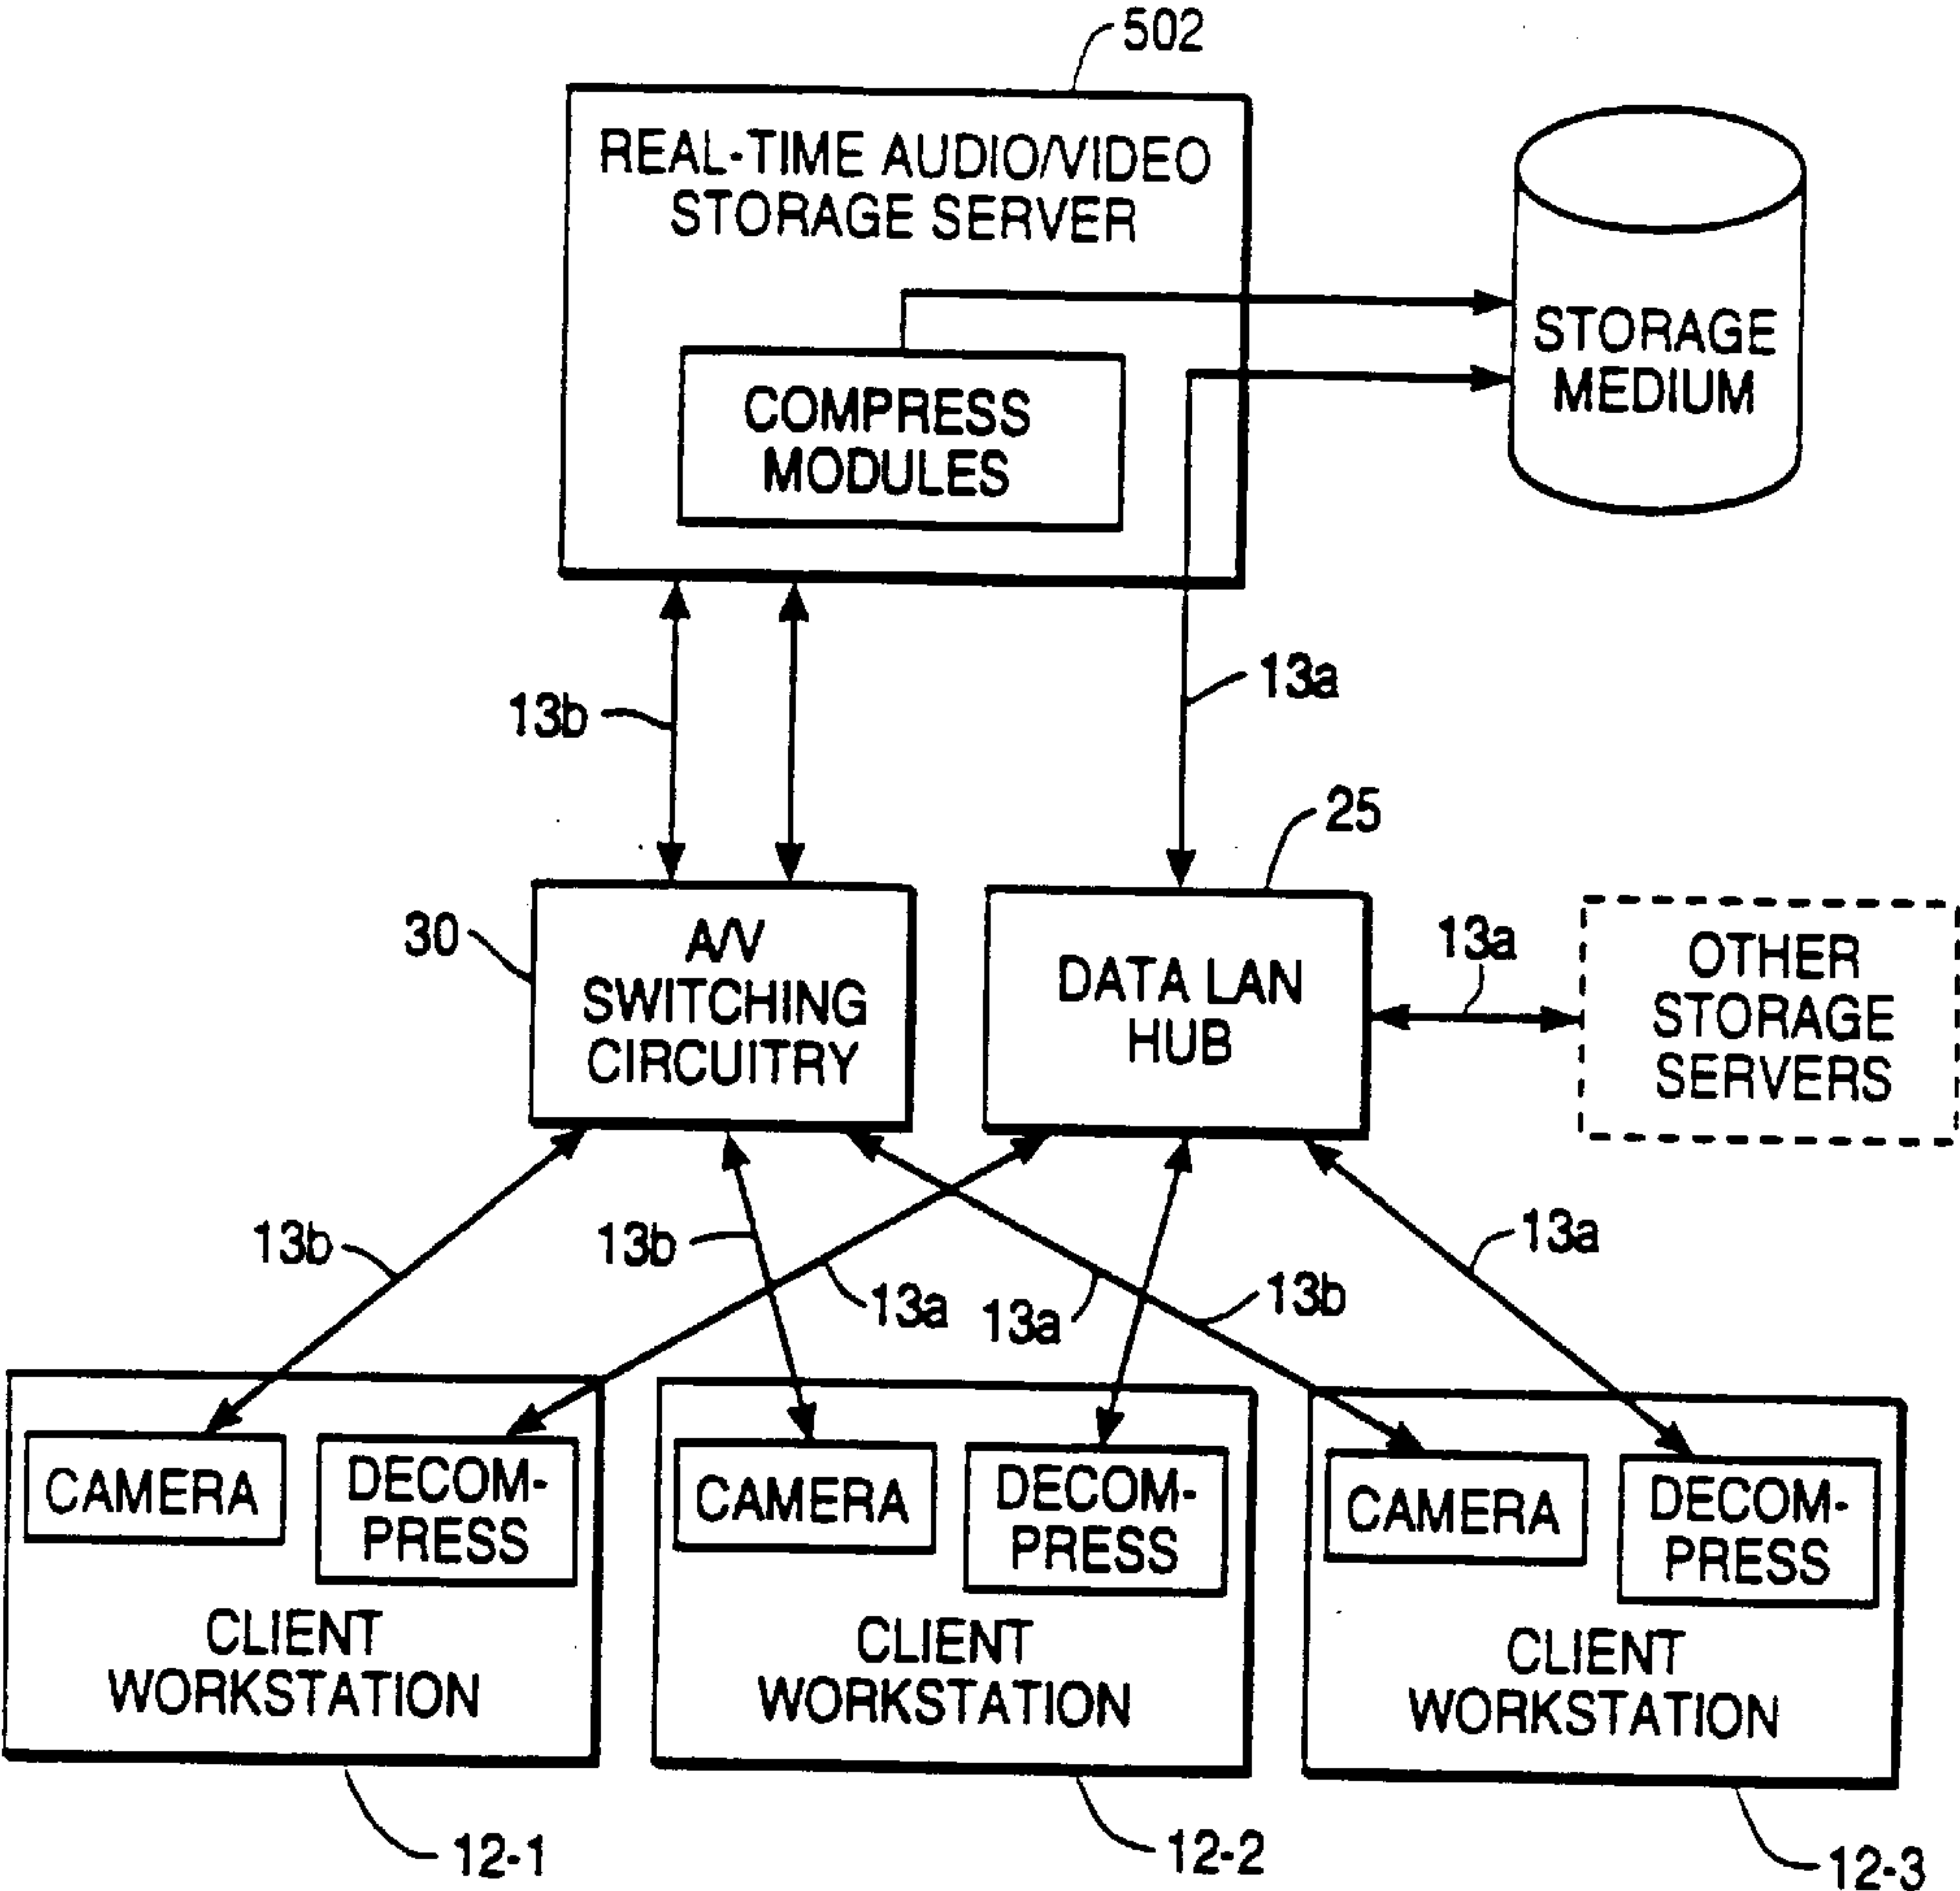 502
REAL-TIME AUDIO/VIDEO
STORAGE SERVER
STORAGE
MEDIUM
COMPRESS
MODULES
13b
13a
25
30
A/V
SWITCHING
CIRCUITRY
DATA LAN
HUB
13a
OTHER
STORAGE
SERVERS
13b
13b
13a
13a
13b
13a
CAMERA
DECOM-
PRESS
CLIENT
WORKSTATION
CAMERA
DECOM-
PRESS
CLIENT
WORKSTATION
CAMERA
DECOM-
PRESS
CLIENT
WORKSTATION
12-1
12-2
12-3